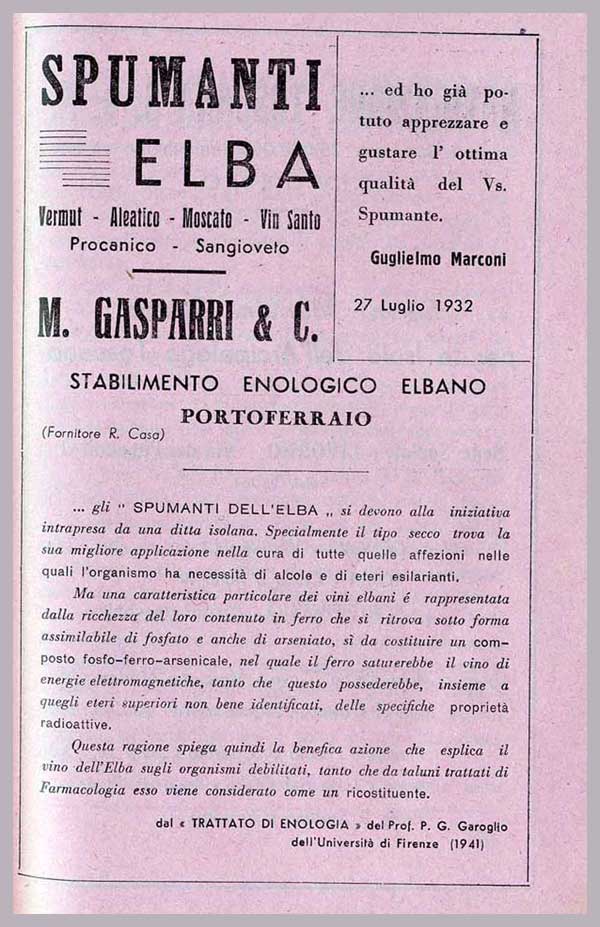 SPUMANTI
ELBA
Vermut - Aleatico - Moscato - Vin Santo
Procanico - Sangioveto
M. GASPARRI & C.
... ed ho già po-
tuto apprezzare e
gustare l' ottima
qualità del Vs.
Spumante.
Guglielmo Marconi
27 Luglio 1932
STABILIMENTO ENOLOGICO ELBANO
PORTOFERRAIO
(Fornitore R. Casa)
... gli " SPUMANTI DELL'ELBA „ si devono alla iniziativa
intrapresa da una ditta isolana. Specialmente il tipo secco trova la
sua migliore applicazione nella cura di tutte quelle affezioni nelle
quali l'organismo ha necessità di alcole e di eteri esilarianti.
Ma una caratteristica particolare dei vini elbani é rappresentata
dalla ricchezza del loro contenuto in ferro che si ritrova sotto forma
assimilabile di fosfato e anche di arseniato, sì da costituire un com-
posto fosfo-ferro-arsenicale, nel quale il ferro saturerebbe il vino di
energie elettromagnetiche, tanto che questo possederebbe, insieme a
quegli eteri superiori non bene identificati, delle specifiche proprietà
radioattive.
Questa ragione spiega quindi la benefica azione che esplica il
vino dell'Elba sugli organismi debilitati, tanto che da taluni trattati di
Farmacologia esso viene considerato come un ricostituente.
dal « TRATTATO DI ENOLOGIA » del Prof. P. G. Garoglio
dell'Università di Firenze (1941)